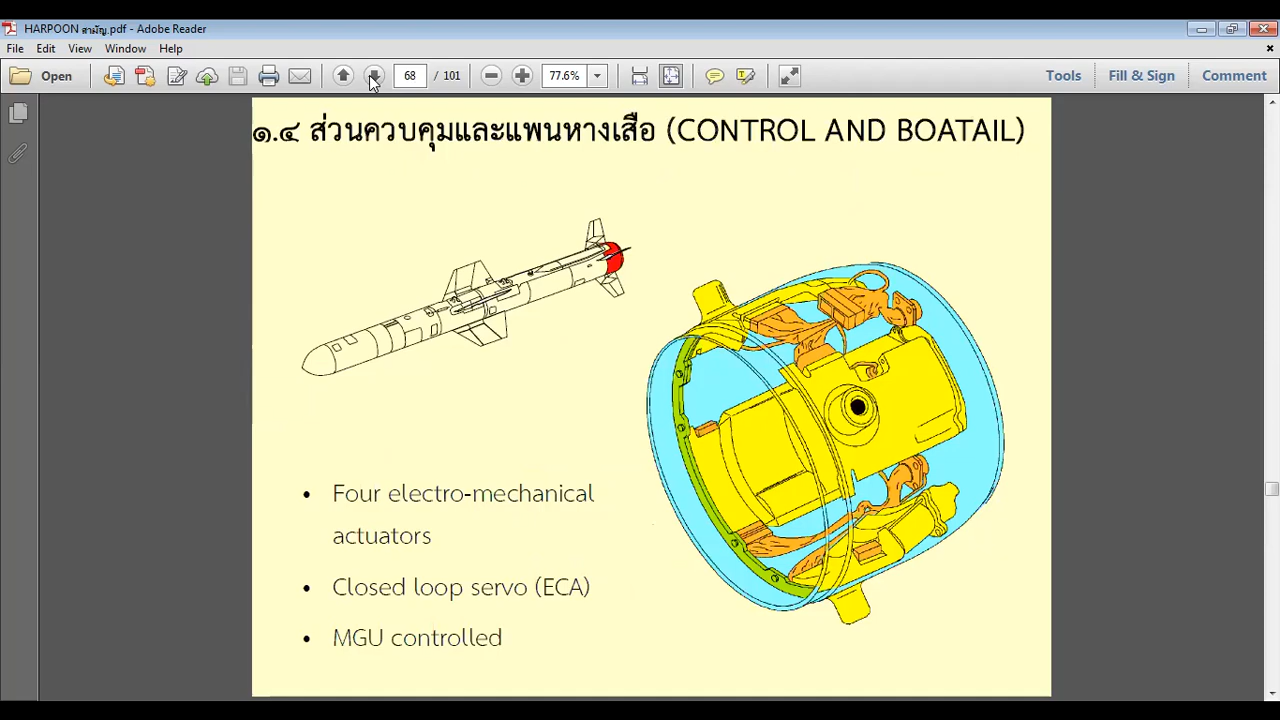 HARPOON สามัญ.pdf - Adobe Reader
File Edit View Window Help
Open 68 / 101 77.6% Tools Fill & Sign Comment
๑.๔ ส่วนควบคุมและแพนหางเสือ (CONTROL AND BOATAIL)
• Four electro-mechanical
actuators
• Closed loop servo (ECA)
• MGU controlled